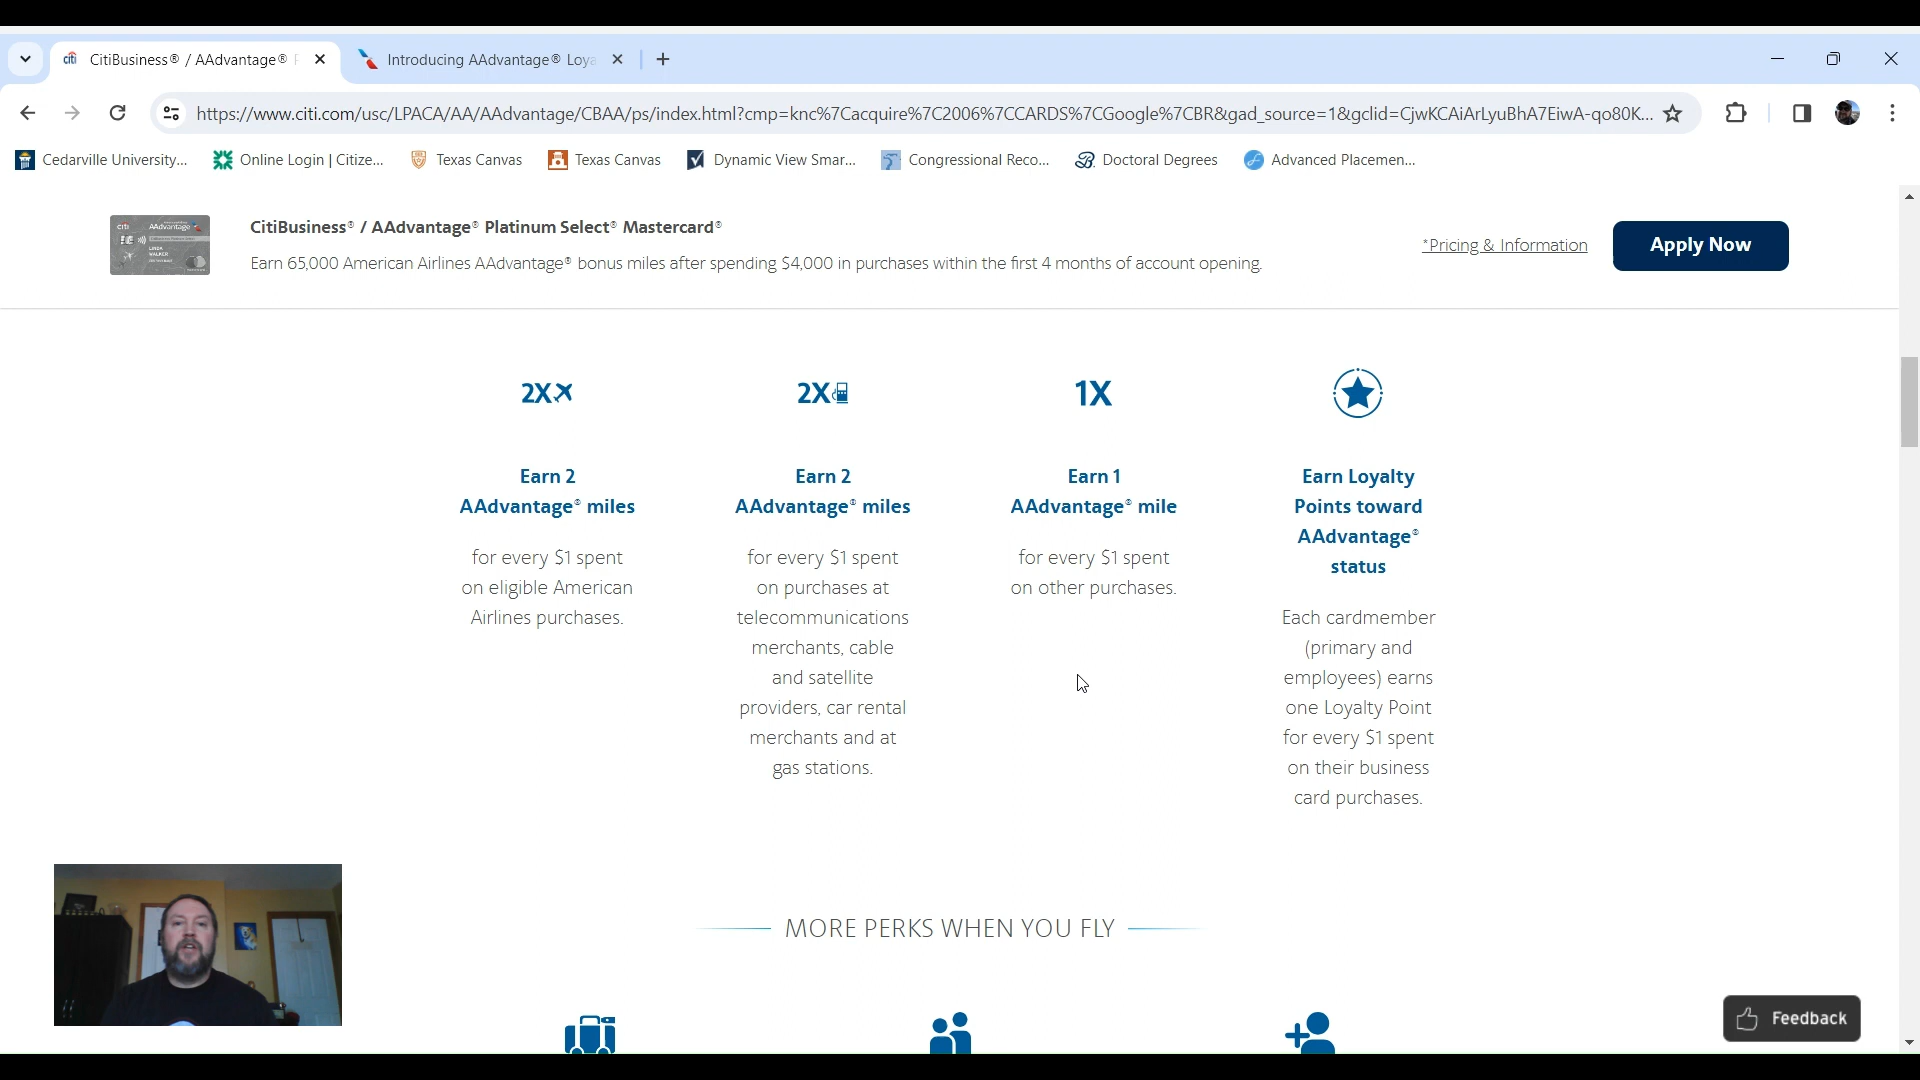 CitiBusiness® / AAdvantage® P
Introducing AAdvantage® Loya
https://www.citi.com/usc/LPACA/AA/AAdvantage/CBAA/ps/index.html?cmp=knc%7Cacquire%7C2006%7CCARDS%7CGoogle%7CBR&gad_source=1&gclid=CjwKCAiArLyuBhA7EiwA-qo80K...
Cedarville University... Online Login | Citize... Texas Canvas Texas Canvas Dynamic View Smar... Congressional Reco... Doctoral Degrees Advanced Placemen...
citi AAdvantage
LINDA
WALKER
CitiBusiness® / AAdvantage® Platinum Select® Mastercard®
Earn 65,000 American Airlines AAdvantage® bonus miles after spending $4,000 in purchases within the first 4 months of account opening.
*Pricing & Information
Apply Now
2X
Earn 2
AAdvantage® miles
for every $1 spent
on eligible American
Airlines purchases.
2X
Earn 2
AAdvantage® miles
for every $1 spent
on purchases at
telecommunications
merchants, cable
and satellite
providers, car rental
merchants and at
gas stations.
1X
Earn 1
AAdvantage® mile
for every $1 spent
on other purchases.
Earn Loyalty
Points toward
AAdvantage®
status
Each cardmember
(primary and
employees) earns
one Loyalty Point
for every $1 spent
on their business
card purchases.
MORE PERKS WHEN YOU FLY
Feedback